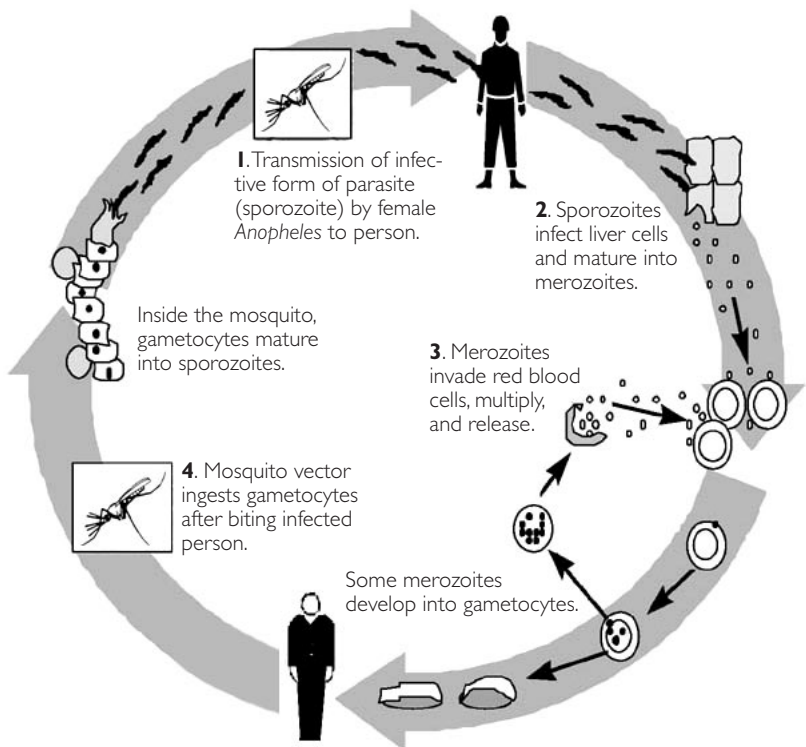 1. Transmission of infec-
tive form of parasite
(sporozoite) by female
Anopheles to person.
2. Sporozoites
infect liver cells
and mature into
merozoites.
Inside the mosquito,
gametocytes mature
into sporozoites.
3. Merozoites
invade red blood
cells, multiply,
and release.
4. Mosquito vector
ingests gametocytes
after biting infected
person.
Some merozoites
develop into gametocytes.